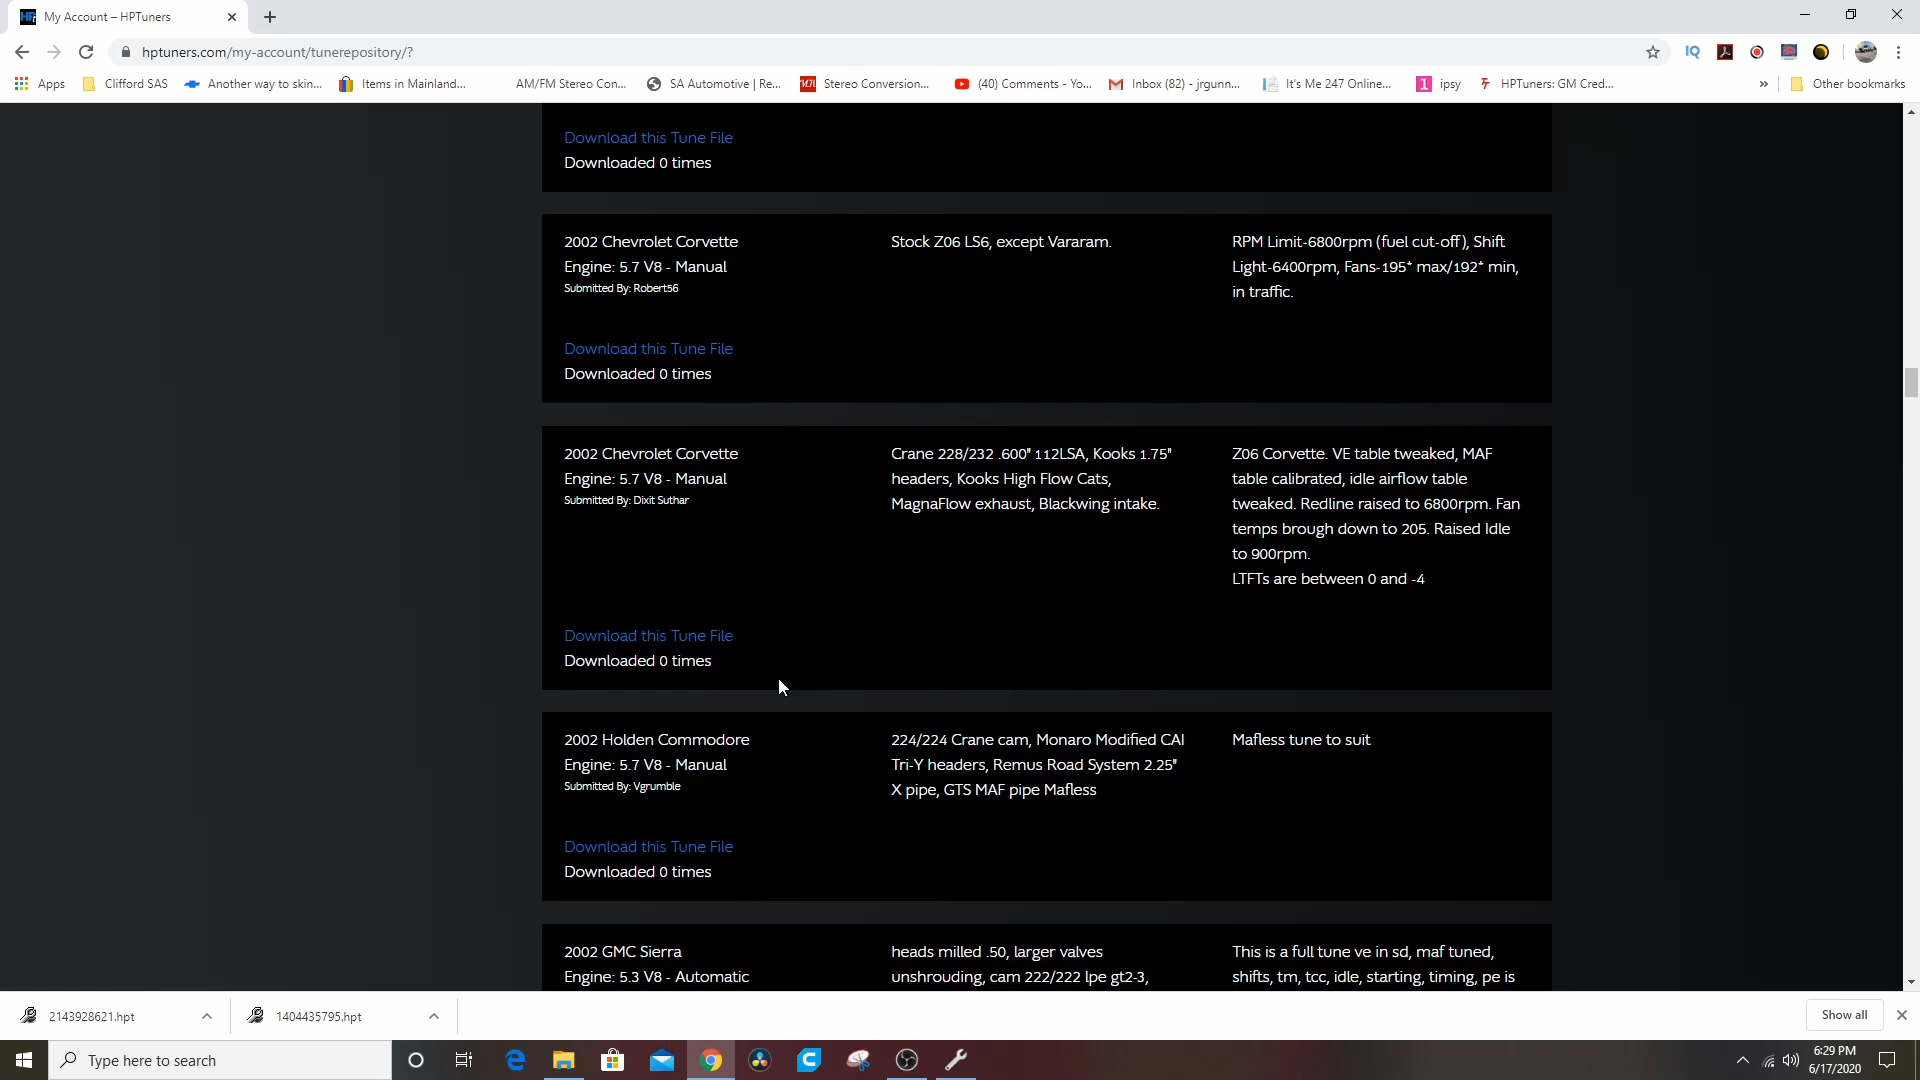 My Account – HPTuners
hptuners.com/my-account/tunerepository/?
Apps
Clifford SAS
Another way to skin...
Items in Mainland...
AM/FM Stereo Con...
SA Automotive | Re...
Stereo Conversion...
(40) Comments - Yo...
Inbox (82) - jrgunn...
It's Me 247 Online...
ipsy
HPTuners: GM Cred...
»
Other bookmarks
Download this Tune File
Downloaded 0 times
2002 Chevrolet Corvette
Engine: 5.7 V8 - Manual
Submitted By: Robert56
Stock Z06 LS6, except Vararam.
RPM Limit-6800rpm (fuel cut-off), Shift
Light-6400rpm, Fans-195* max/192* min,
in traffic.
Download this Tune File
Downloaded 0 times
2002 Chevrolet Corvette
Engine: 5.7 V8 - Manual
Submitted By: Dixit Suthar
Crane 228/232 .600" 112LSA, Kooks 1.75"
headers, Kooks High Flow Cats,
MagnaFlow exhaust, Blackwing intake.
Z06 Corvette. VE table tweaked, MAF
table calibrated, idle airflow table
tweaked. Redline raised to 6800rpm. Fan
temps brough down to 205. Raised Idle
to 900rpm.
LTFTs are between 0 and -4
Download this Tune File
Downloaded 0 times
2002 Holden Commodore
Engine: 5.7 V8 - Manual
Submitted By: Vgrumble
224/224 Crane cam, Monaro Modified CAI
Tri-Y headers, Remus Road System 2.25"
X pipe, GTS MAF pipe Mafless
Mafless tune to suit
Download this Tune File
Downloaded 0 times
2002 GMC Sierra
Engine: 5.3 V8 - Automatic
heads milled .50, larger valves
unshrouding, cam 222/222 lpe gt2-3,
This is a full tune ve in sd, maf tuned,
shifts, tm, tcc, idle, starting, timing, pe is
2143928621.hpt
1404435795.hpt
Show all
Type here to search
6:29 PM
6/17/2020